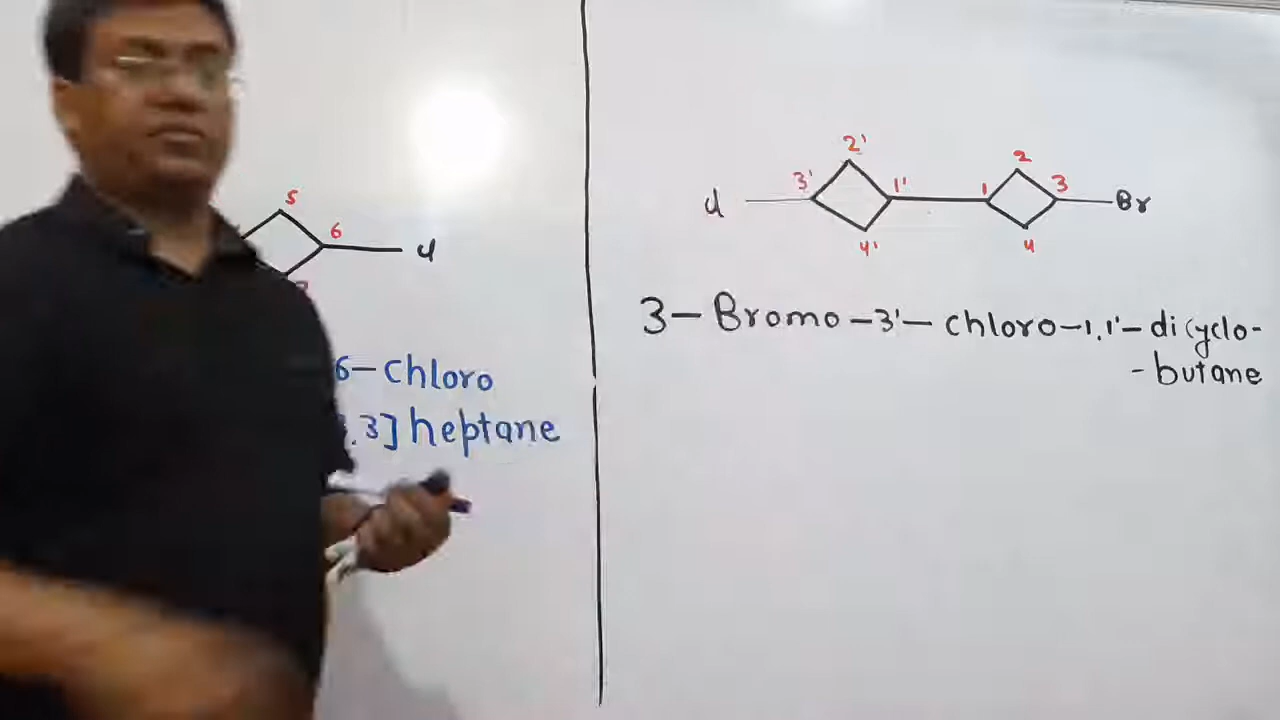 5
6
Cl
6-Chloro
.3] heptane
2' 2
3' 1' 1 3
Cl Br
4' 4
3-Bromo-3'-chloro-1,1'-dicyclo-
-butane